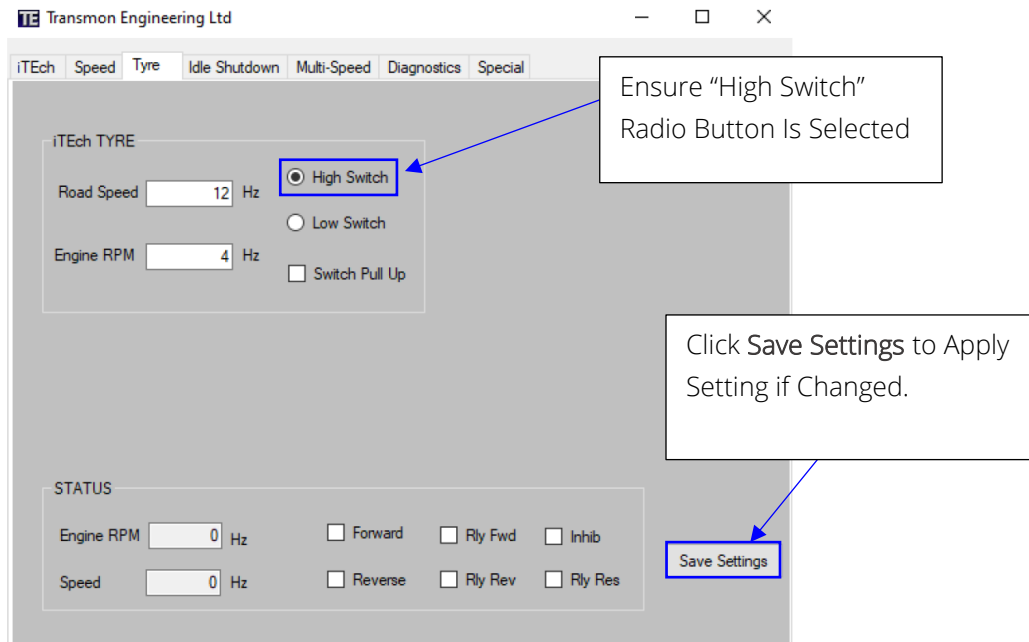 TE Transmon Engineering Ltd
iTEch Speed Tyre Idle Shutdown Multi-Speed Diagnostics Special
Ensure “High Switch”
Radio Button Is Selected
iTEch TYRE
Road Speed 12 Hz
High Switch
Low Switch
Engine RPM 4 Hz
Switch Pull Up
Click Save Settings to Apply
Setting if Changed.
STATUS
Engine RPM 0 Hz Forward Rly Fwd Inhib
Speed 0 Hz Reverse Rly Rev Rly Res
Save Settings